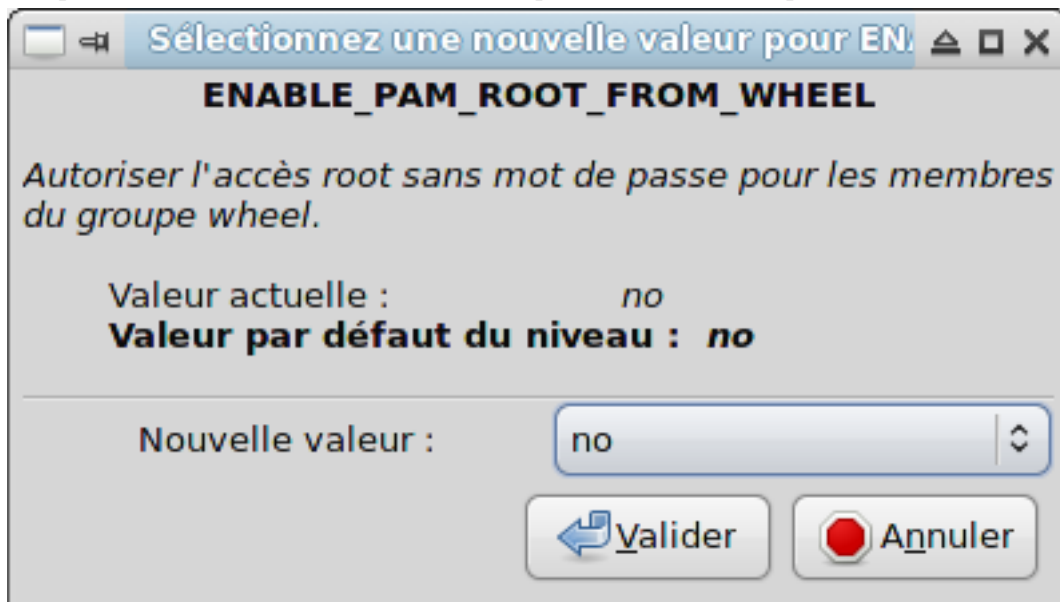 Sélectionnez une nouvelle valeur pour EN
ENABLE_PAM_ROOT_FROM_WHEEL
Autoriser l'accès root sans mot de passe pour les membres
du groupe wheel.
Valeur actuelle : no
Valeur par défaut du niveau : no
Nouvelle valeur : no
Valider Annuler